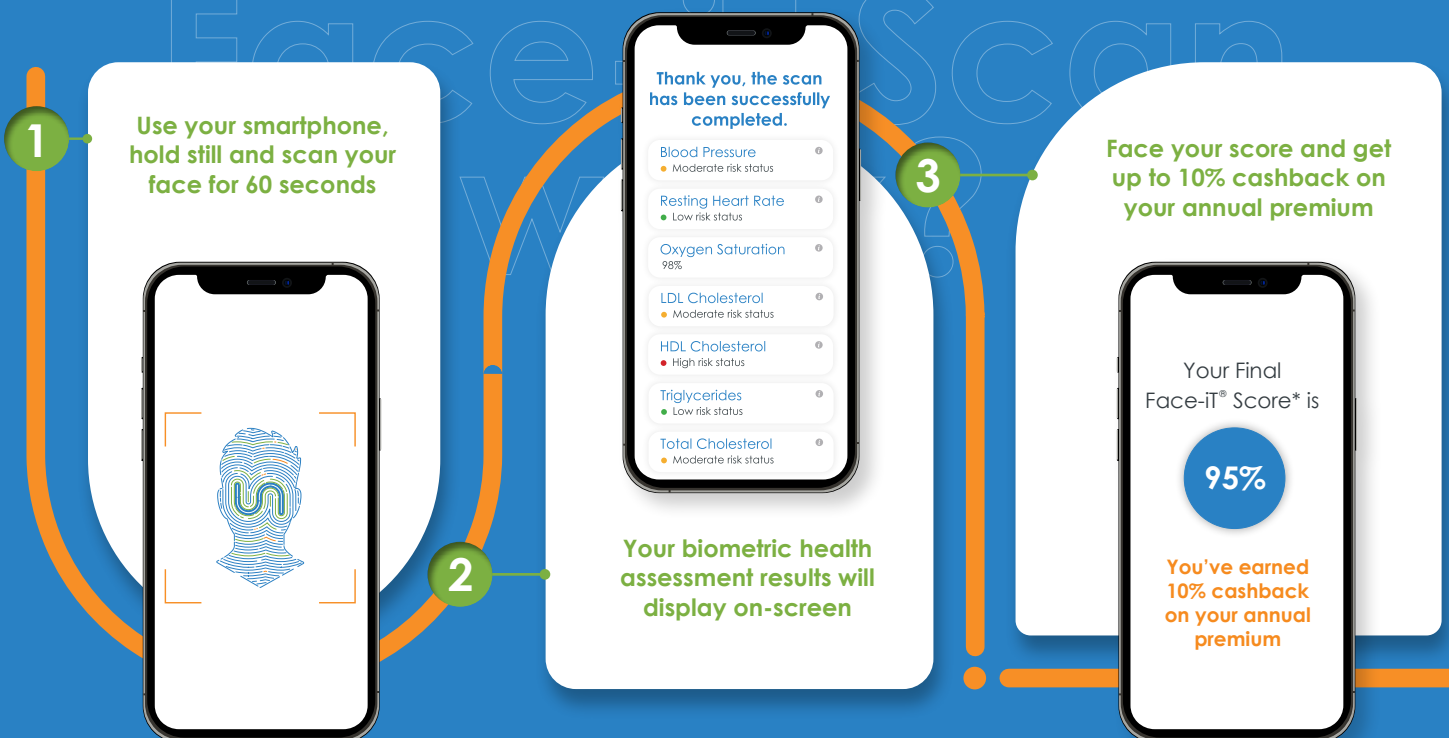 Face-iT Scan
1
Use your smartphone,
hold still and scan your
face for 60 seconds
Thank you, the scan
has been successfully
completed.
Blood Pressure
Moderate risk status
Resting Heart Rate
Low risk status
Oxygen Saturation
98%
LDL Cholesterol
Moderate risk status
HDL Cholesterol
High risk status
Triglycerides
Low risk status
Total Cholesterol
Moderate risk status
2
Your biometric health
assessment results will
display on-screen
3
Face your score and get
up to 10% cashback on
your annual premium
Your Final
Face-iT® Score* is
95%
You’ve earned
10% cashback
on your annual
premium